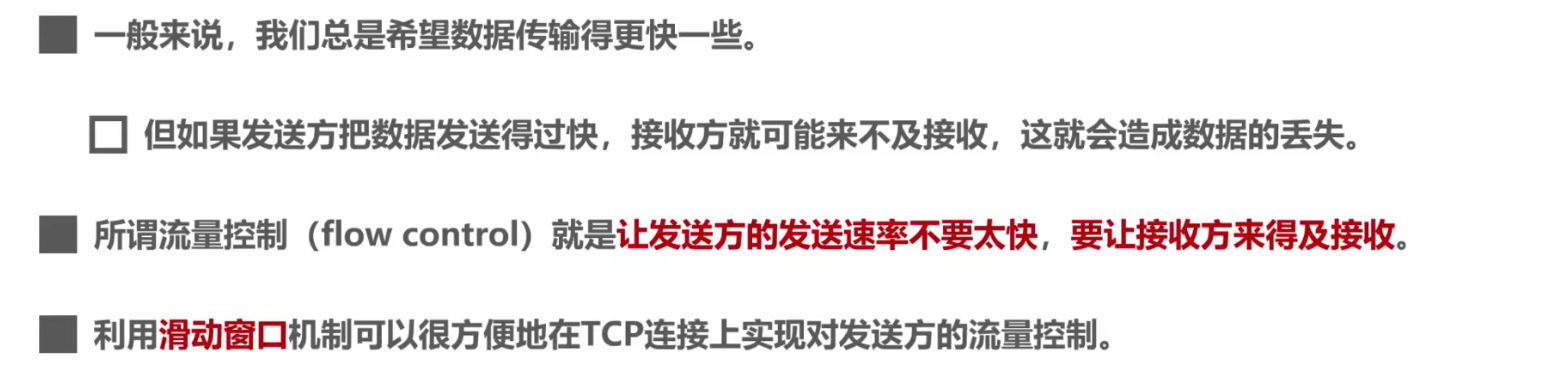 一般来说，我们总是希望数据传输得更快一些。
但如果发送方把数据发送得过快，接收方就可能来不及接收，这就会造成数据的丢失。
所谓流量控制（flow control）就是让发送方的发送速率不要太快，要让接收方来得及接收。
利用滑动窗口机制可以很方便地在TCP连接上实现对发送方的流量控制。